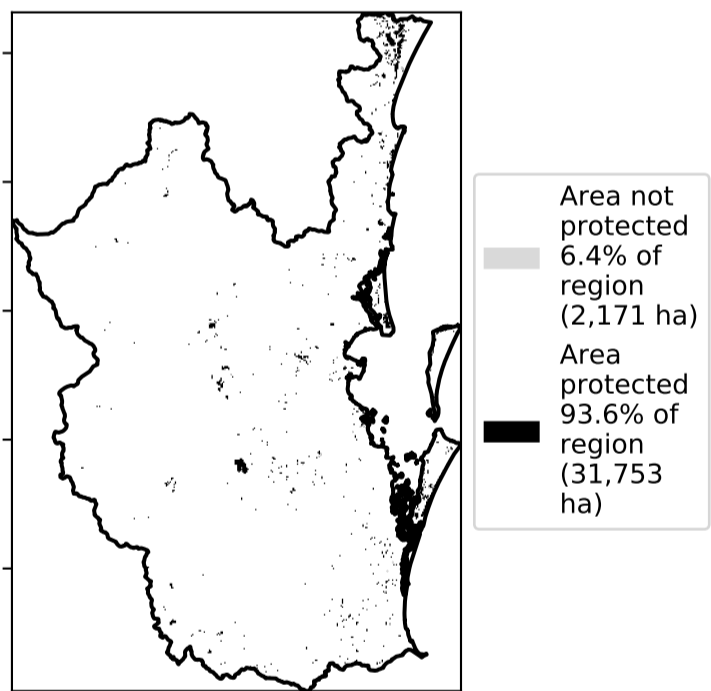 Area not
protected
6.4% of
region
(2,171 ha)
Area
protected
93.6% of
region
(31,753
ha)